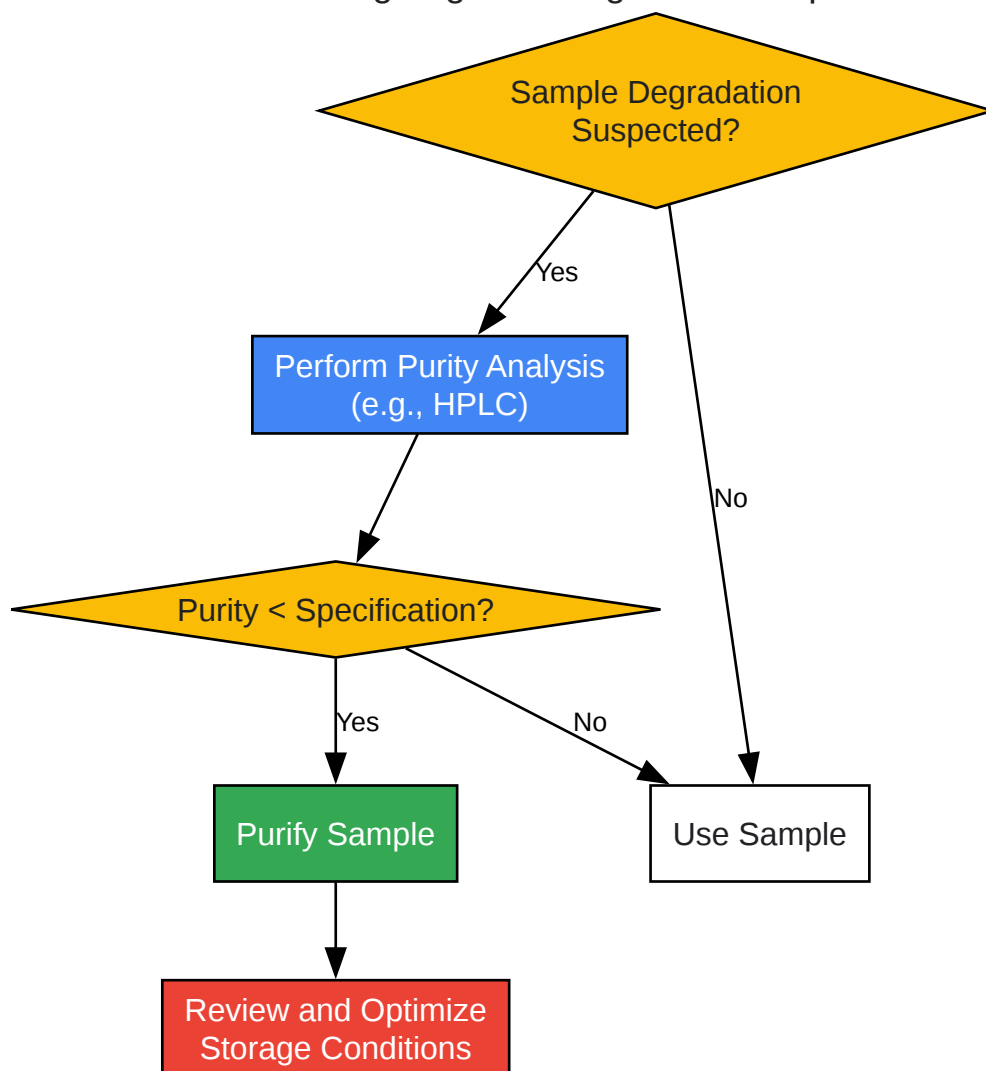 Sample Degradation
Suspected?
Yes
Perform Purity Analysis
(e.g., HPLC)
No
Purity < Specification?
Yes
No
Purify Sample
Use Sample
Review and Optimize
Storage Conditions